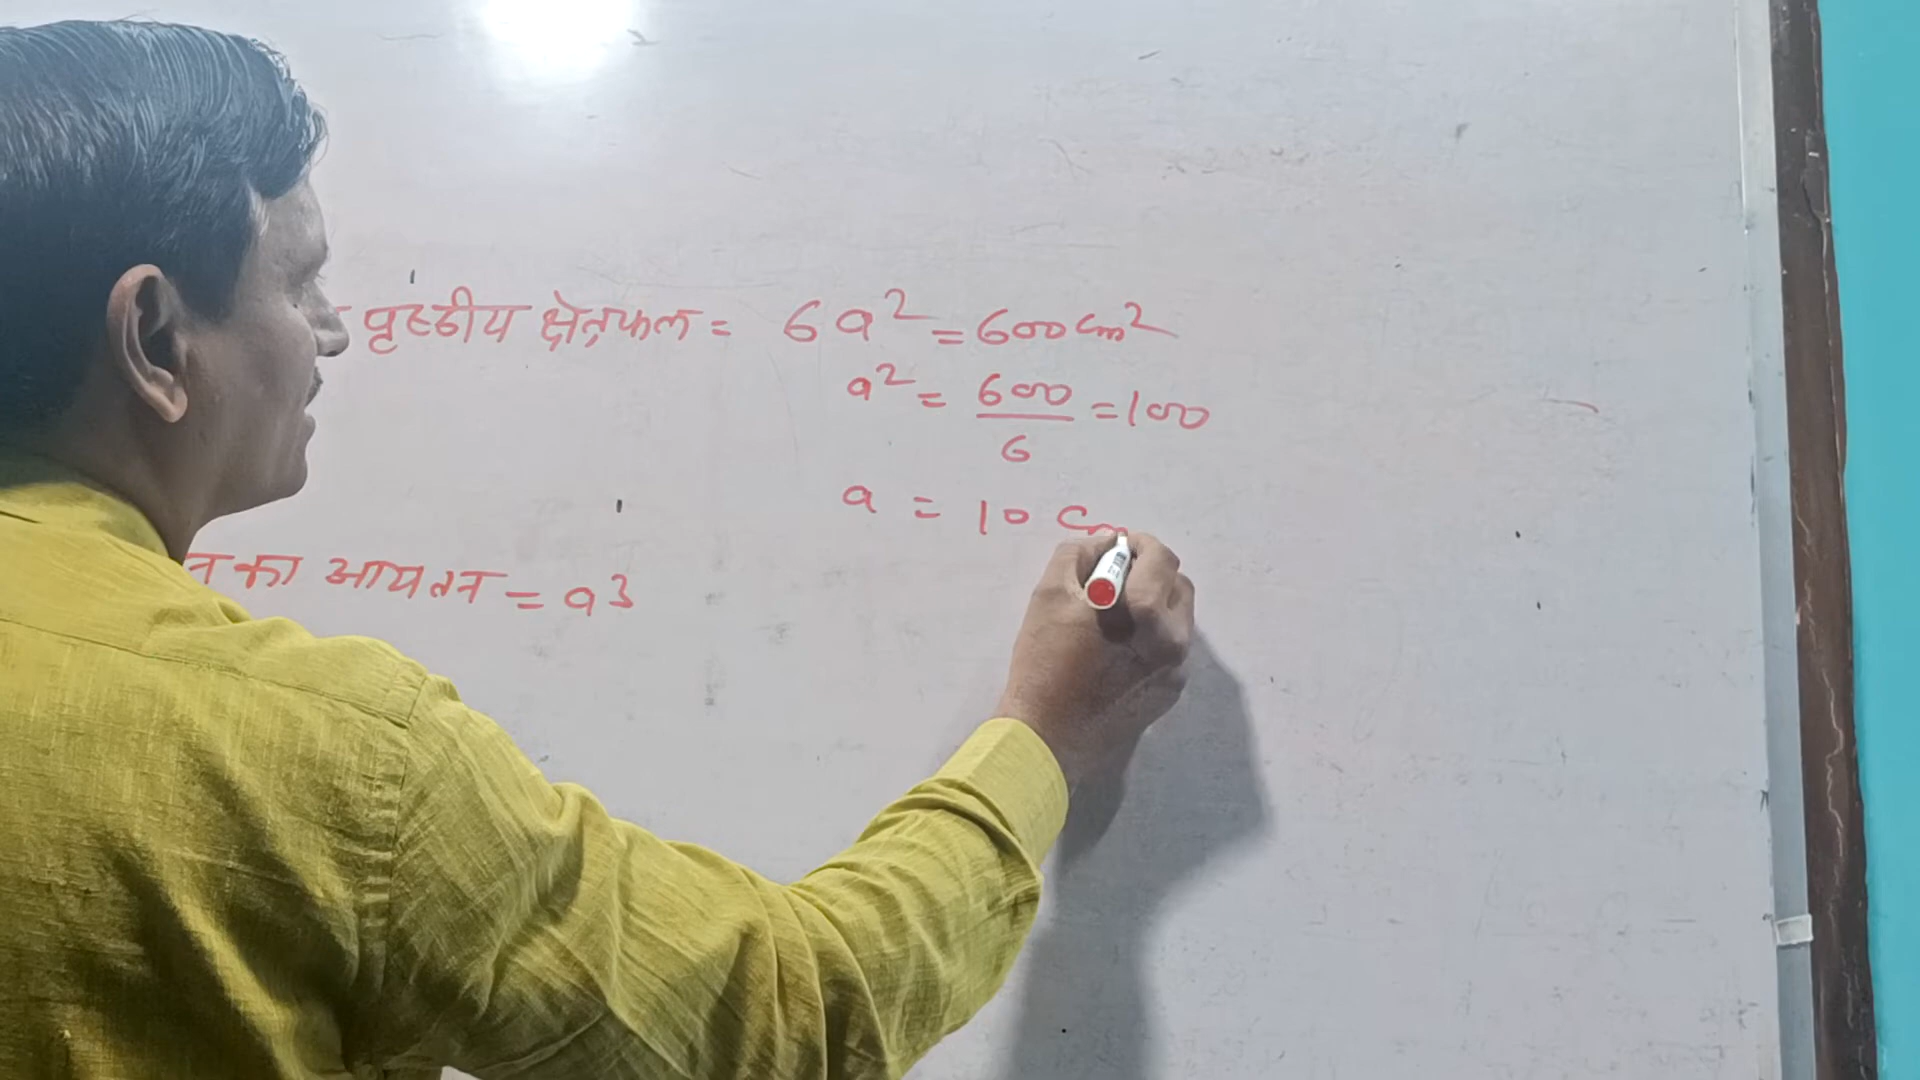 पृष्ठीय क्षेत्रफल = 6a² = 600 cm²
a² = 600/6 = 100
a = 10 cm
का आयतन = a³